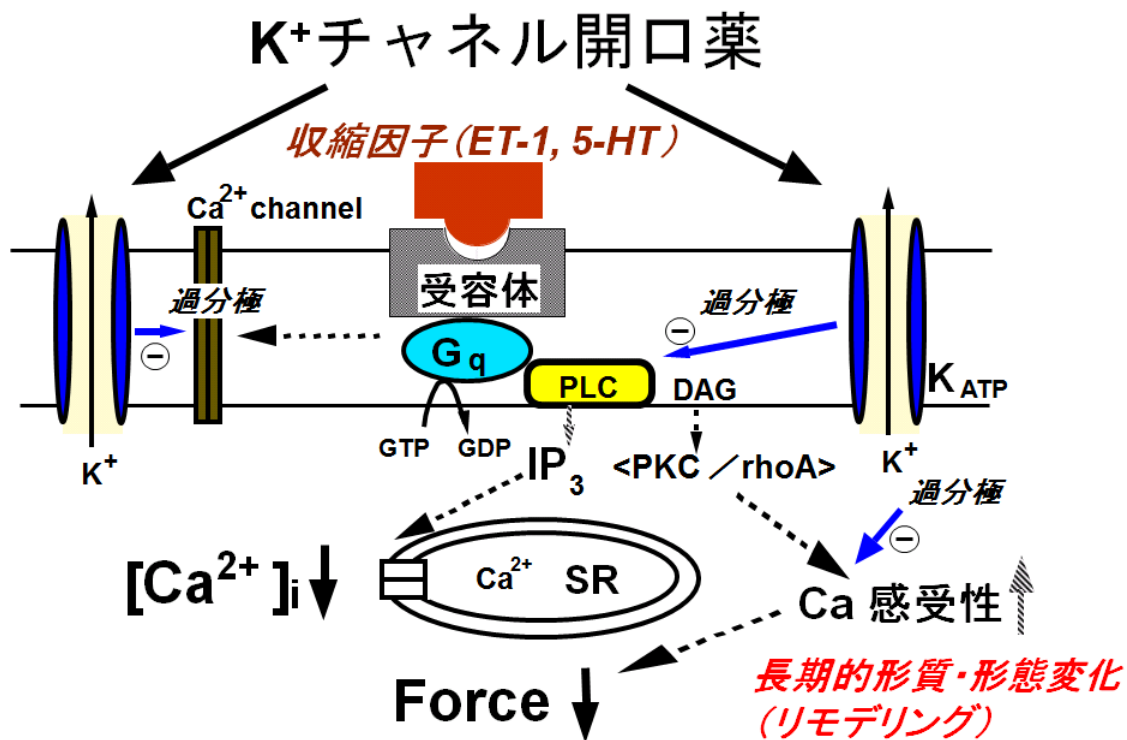 K⁺チャネル開口薬
収縮因子(ET-1, 5-HT)
Ca²⁺ channel
過分極
⊖
受容体
過分極
⊖
Gq
PLC
DAG
K ATP
GTP
GDP
K⁺
IP₃
<PKC／rhoA>
K⁺
過分極
⊖
[Ca²⁺]i
Ca²⁺ SR
Ca 感受性
Force
長期的形質・形態変化
(リモデリング)